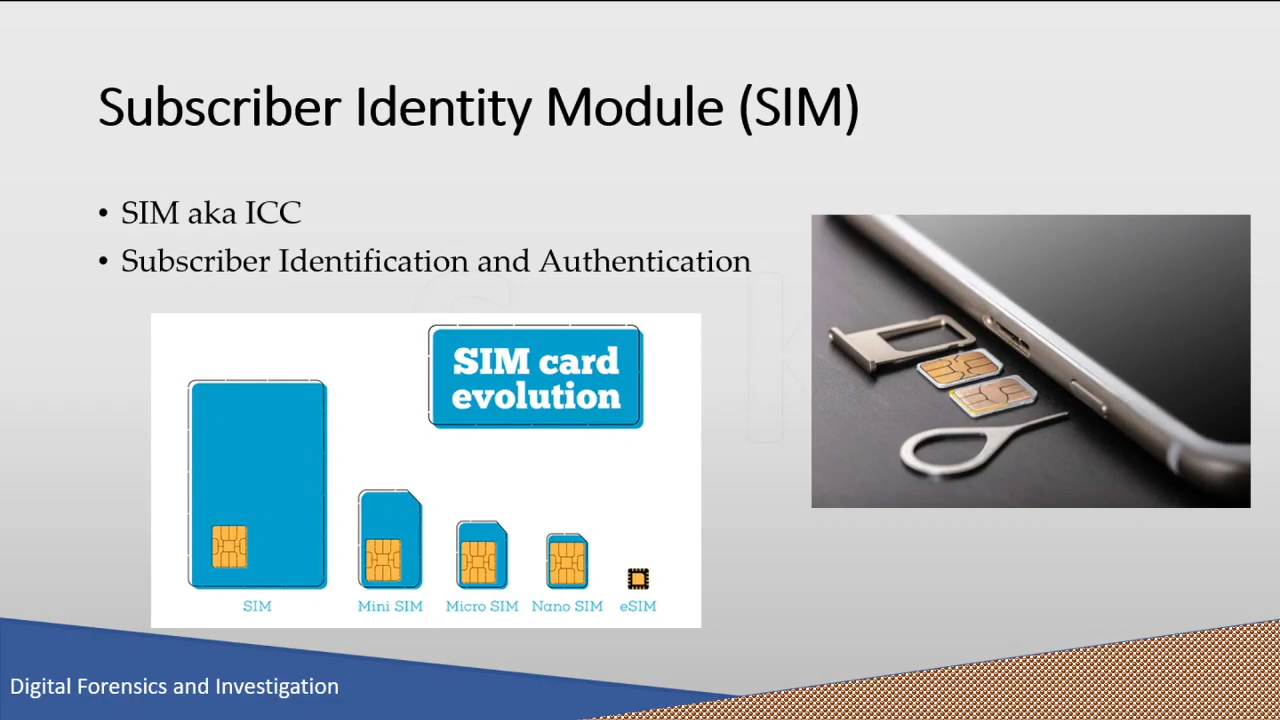 Subscriber Identity Module (SIM)
• SIM aka ICC
• Subscriber Identification and Authentication
SIM card
evolution
SIM
Mini SIM
Micro SIM
Nano SIM
eSIM
Digital Forensics and Investigation